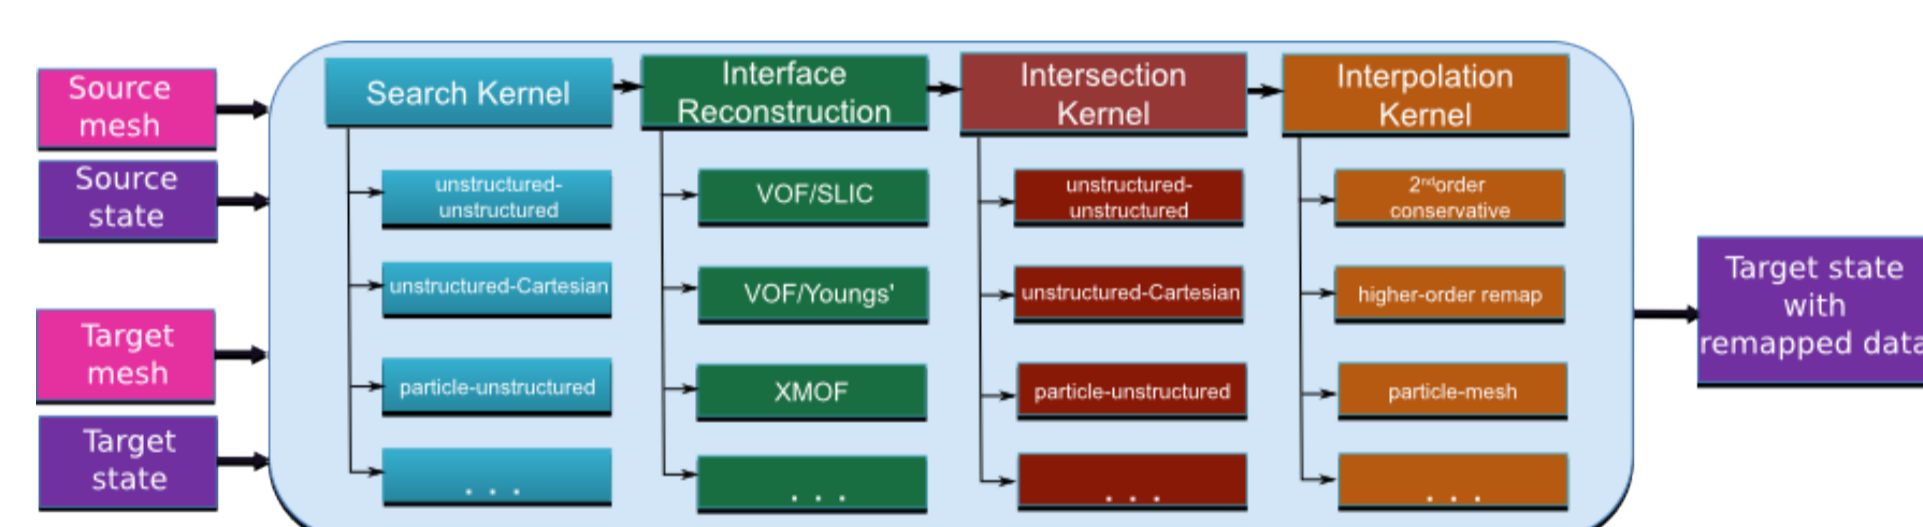 Source
mesh
Source
state
Target
mesh
Target
state
Search Kernel
unstructured-
unstructured
unstructured-Cartesian
particle-unstructured
. . .
Interface
Reconstruction
VOF/SLIC
VOF/Youngs'
XMOF
. . .
Intersection
Kernel
unstructured-
unstructured
unstructured-Cartesian
particle-unstructured
. . .
Interpolation
Kernel
2ndorder
conservative
higher-order remap
particle-mesh
. . .
Target state
with
remapped data